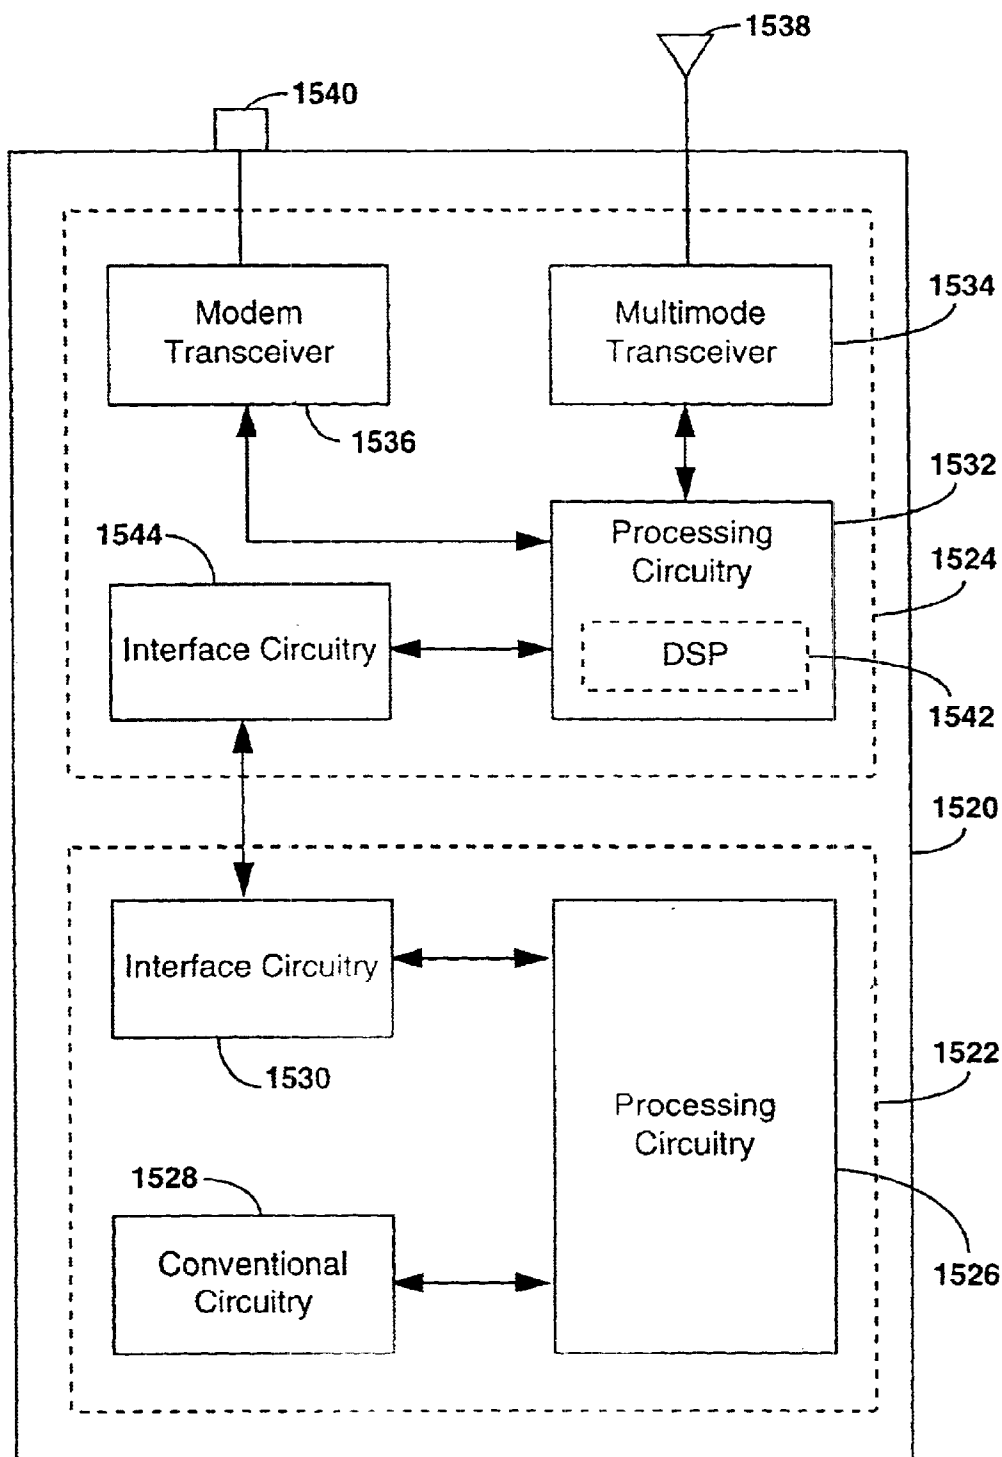 1538
1540
Modem
Transceiver
Multimode
Transceiver
1534
1536
1532
1544
Processing
Circuitry
1524
Interface Circuitry
DSP
1542
1520
Interface Circuitry
1530
1522
Processing
Circuitry
1528
Conventional
Circuitry
1526